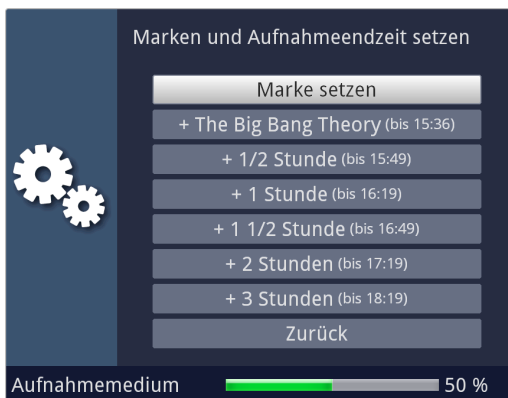 Marken und Aufnahmeendzeit setzen
Marke setzen
+ The Big Bang Theory (bis 15:36)
+ 1/2 Stunde (bis 15:49)
+ 1 Stunde (bis 16:19)
+ 1 1/2 Stunde (bis 16:49)
+ 2 Stunden (bis 17:19)
+ 3 Stunden (bis 18:19)
Zurück
Aufnahmemedium 50 %